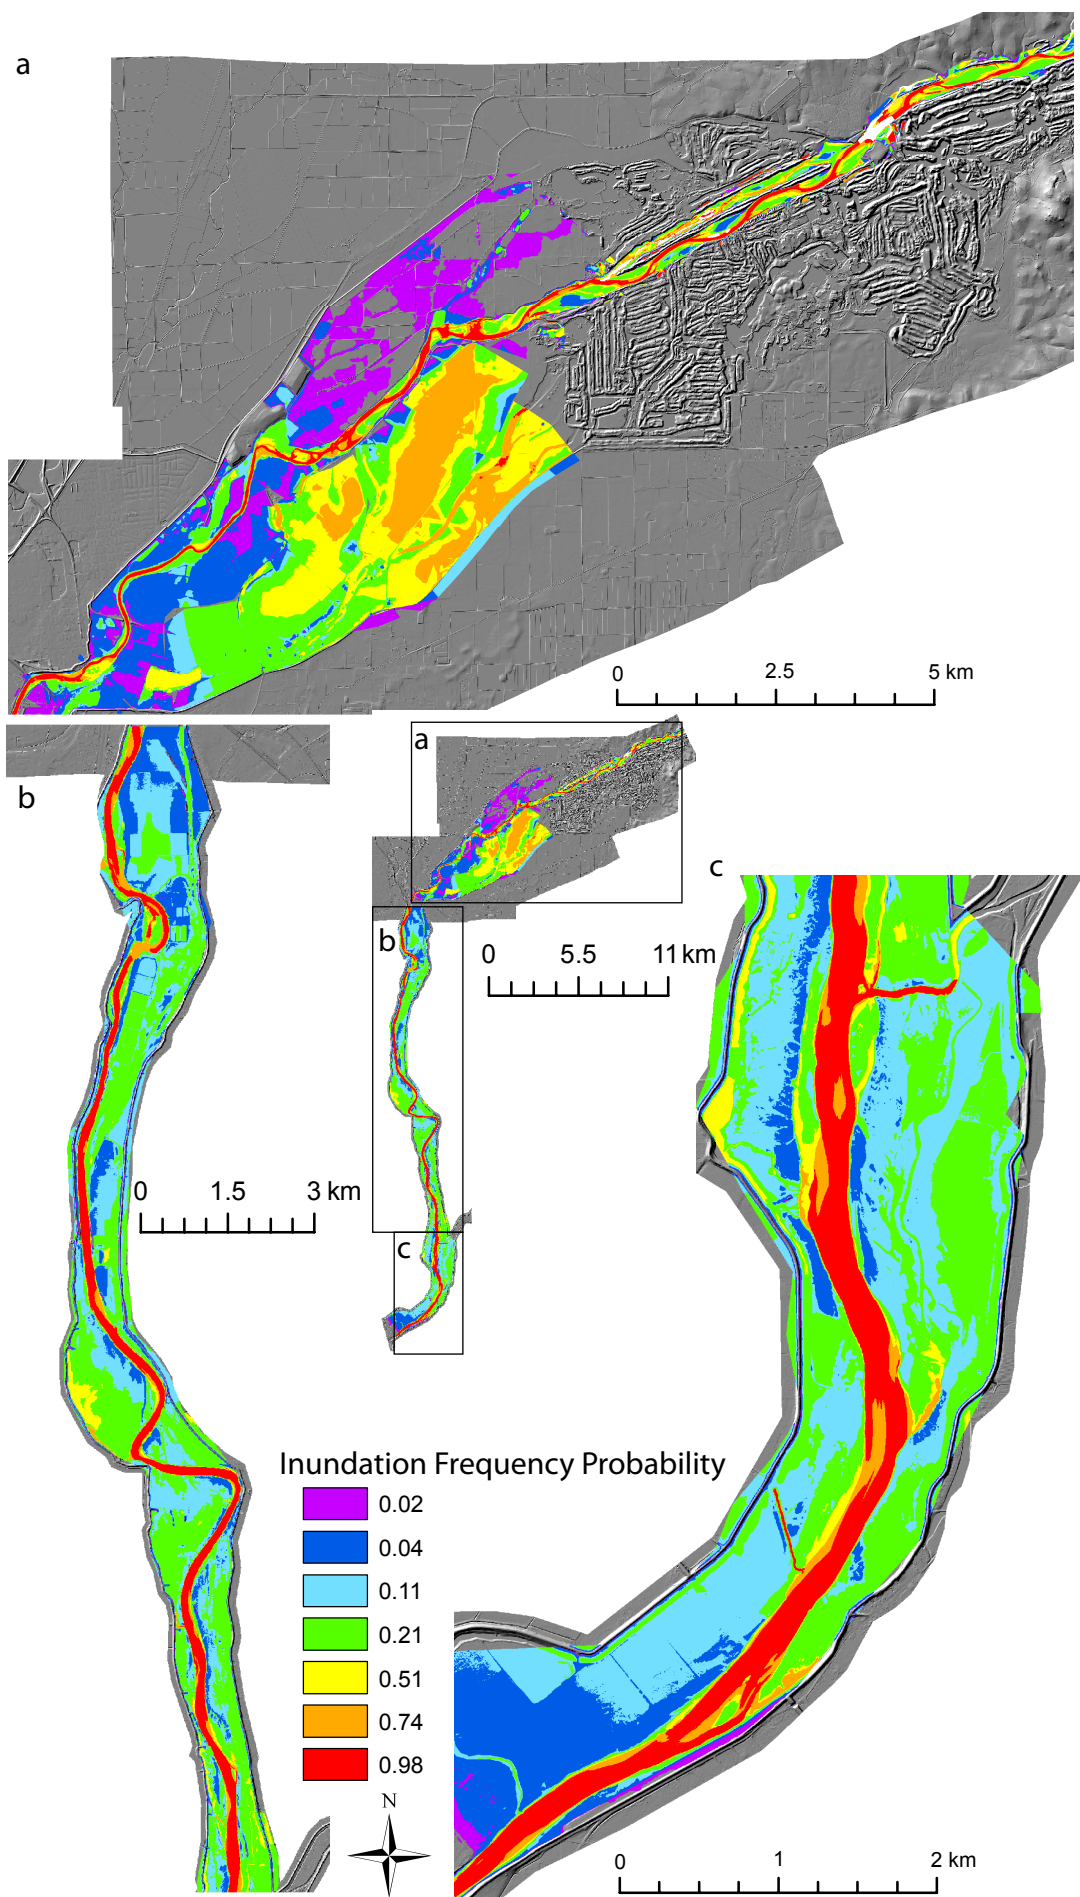 a
0 2.5 5 km
b
a
c
b
0 5.5 11 km
0 1.5 3 km
c
Inundation Frequency Probability
0.02
0.04
0.11
0.21
0.51
0.74
0.98
N
0 1 2 km